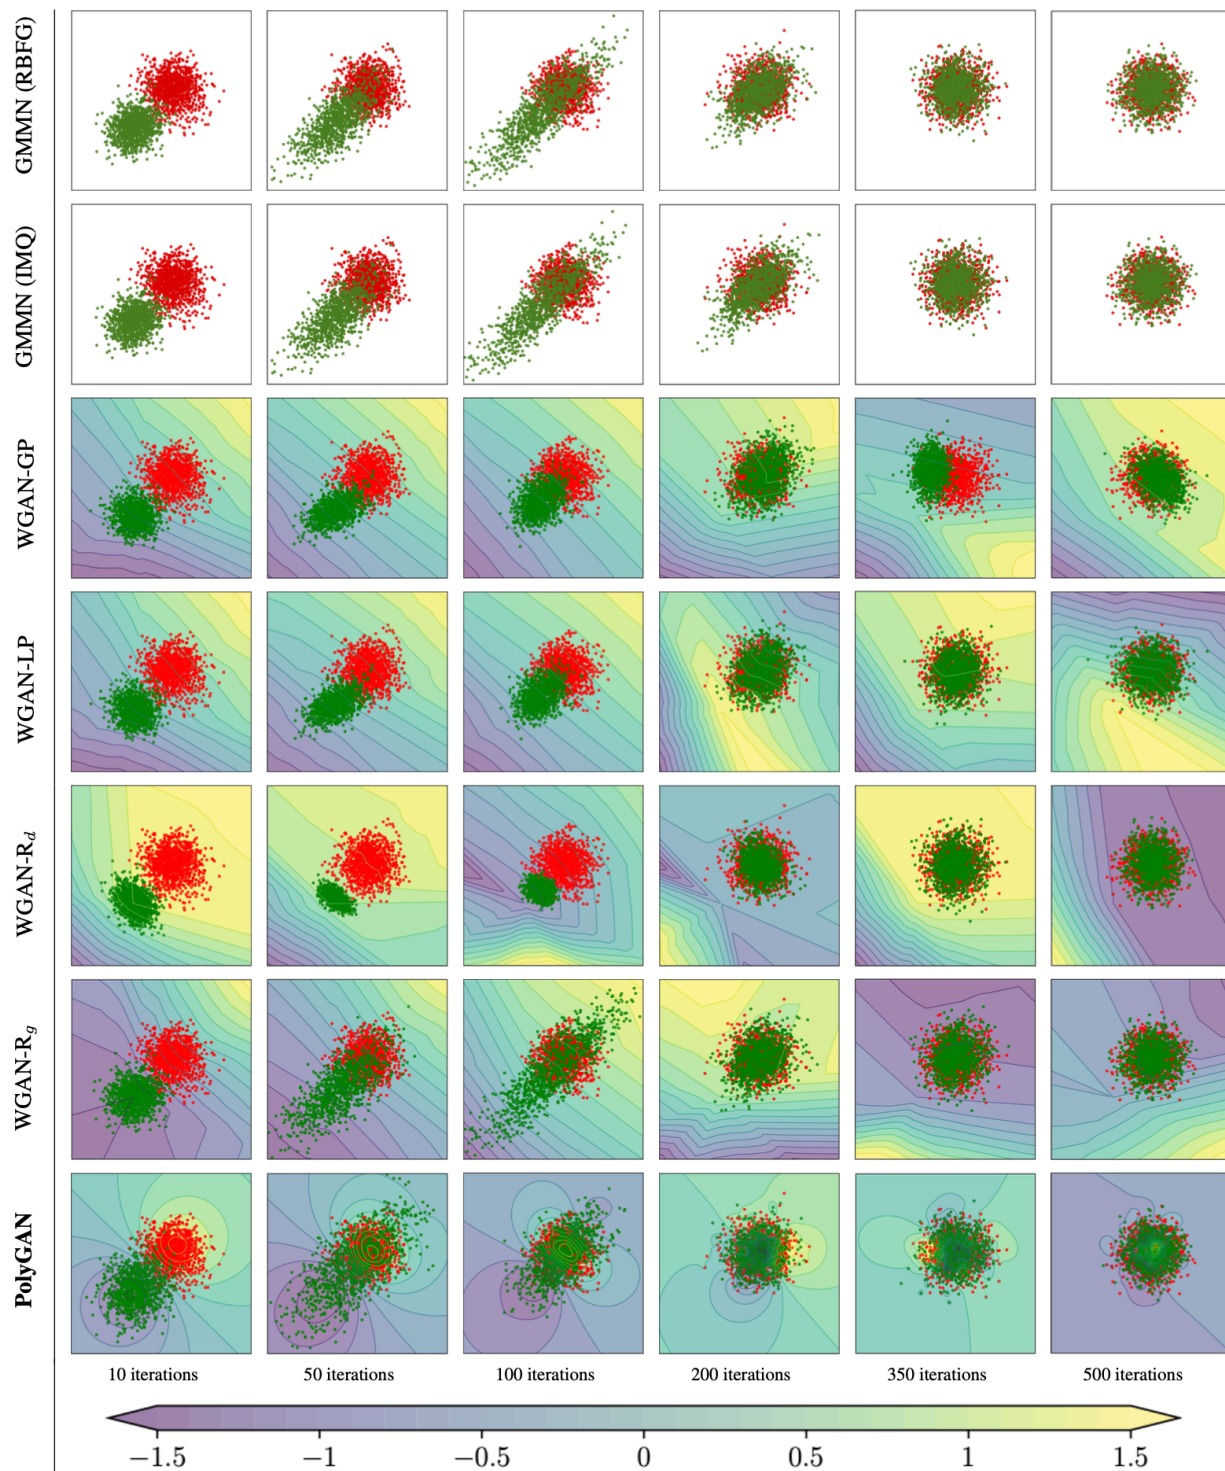 GMMN (RBFG)
GMMN (IMQ)
WGAN-GP
WGAN-LP
WGAN-R_d
WGAN-R_g
PolyGAN
10 iterations
50 iterations
100 iterations
200 iterations
350 iterations
500 iterations
−1.5 −1 −0.5 0 0.5 1 1.5